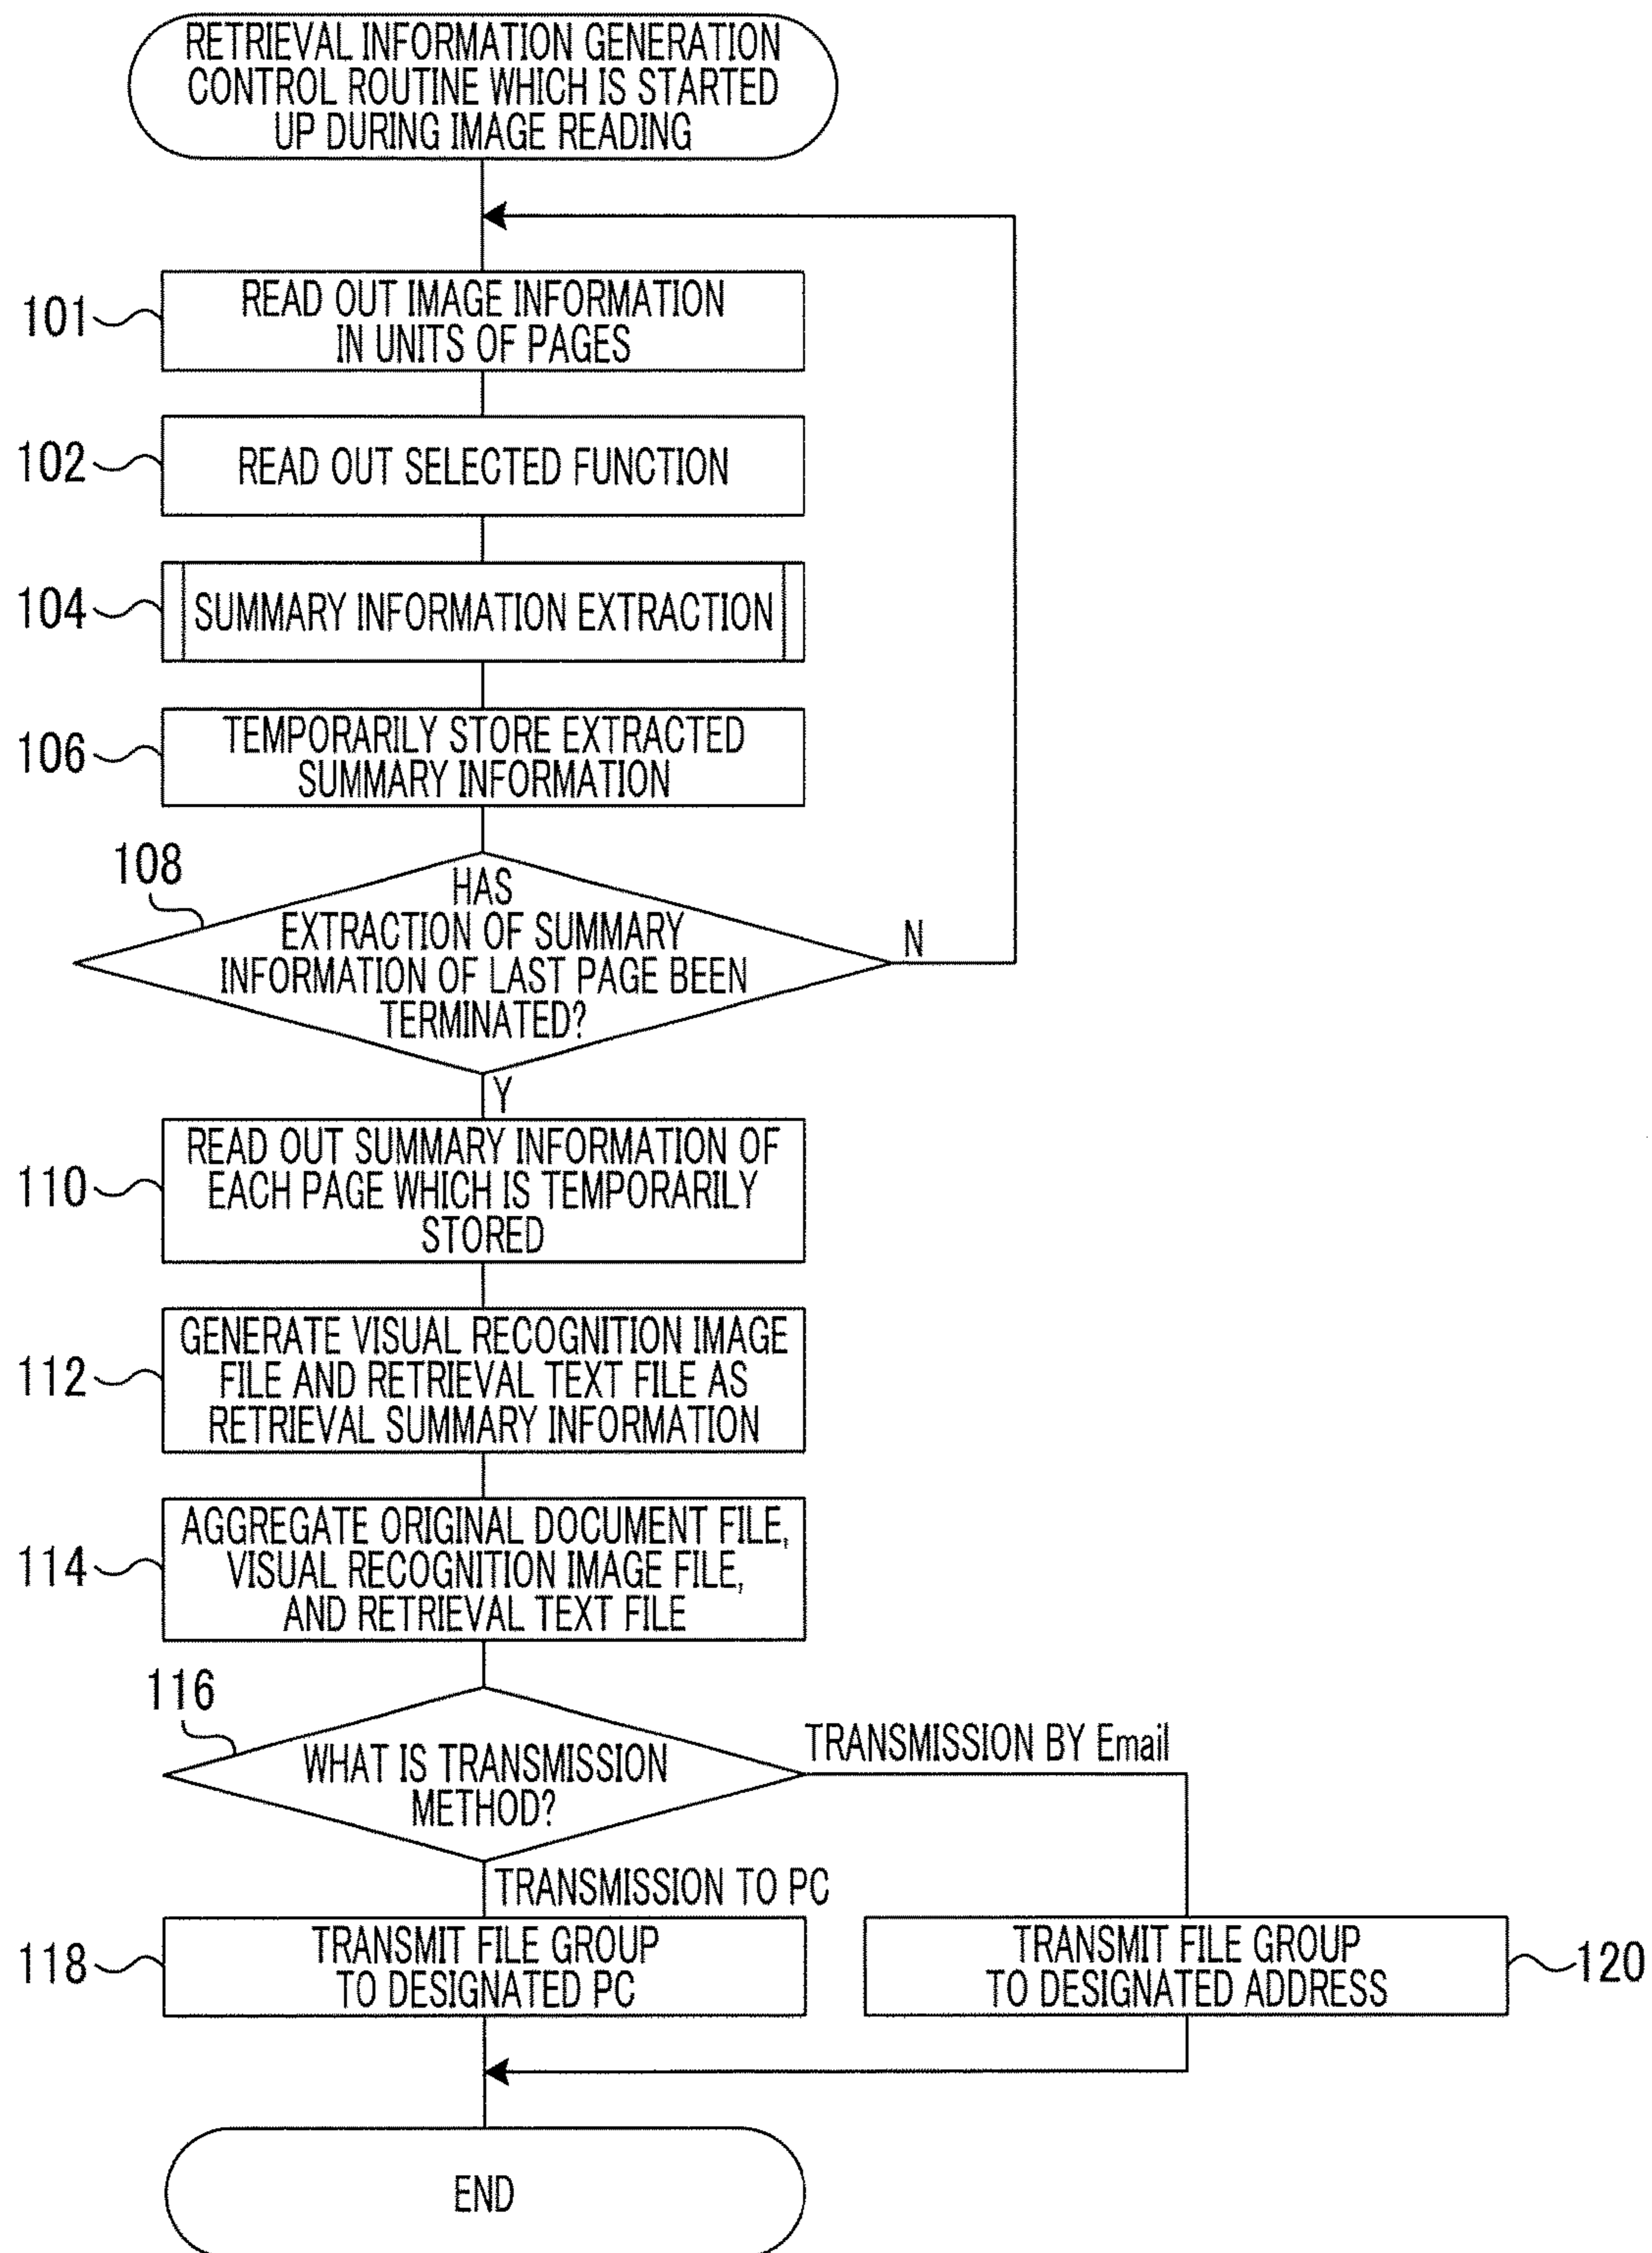 RETRIEVAL INFORMATION GENERATION
CONTROL ROUTINE WHICH IS STARTED
UP DURING IMAGE READING
101
READ OUT IMAGE INFORMATION
IN UNITS OF PAGES
102
READ OUT SELECTED FUNCTION
104
SUMMARY INFORMATION EXTRACTION
106
TEMPORARILY STORE EXTRACTED
SUMMARY INFORMATION
108
HAS
EXTRACTION OF SUMMARY
INFORMATION OF LAST PAGE BEEN
TERMINATED?
N
Y
110
READ OUT SUMMARY INFORMATION OF
EACH PAGE WHICH IS TEMPORARILY
STORED
112
GENERATE VISUAL RECOGNITION IMAGE
FILE AND RETRIEVAL TEXT FILE AS
RETRIEVAL SUMMARY INFORMATION
114
AGGREGATE ORIGINAL DOCUMENT FILE,
VISUAL RECOGNITION IMAGE FILE,
AND RETRIEVAL TEXT FILE
116
WHAT IS TRANSMISSION
METHOD?
TRANSMISSION BY Email
TRANSMISSION TO PC
118
TRANSMIT FILE GROUP
TO DESIGNATED PC
TRANSMIT FILE GROUP
TO DESIGNATED ADDRESS
120
END